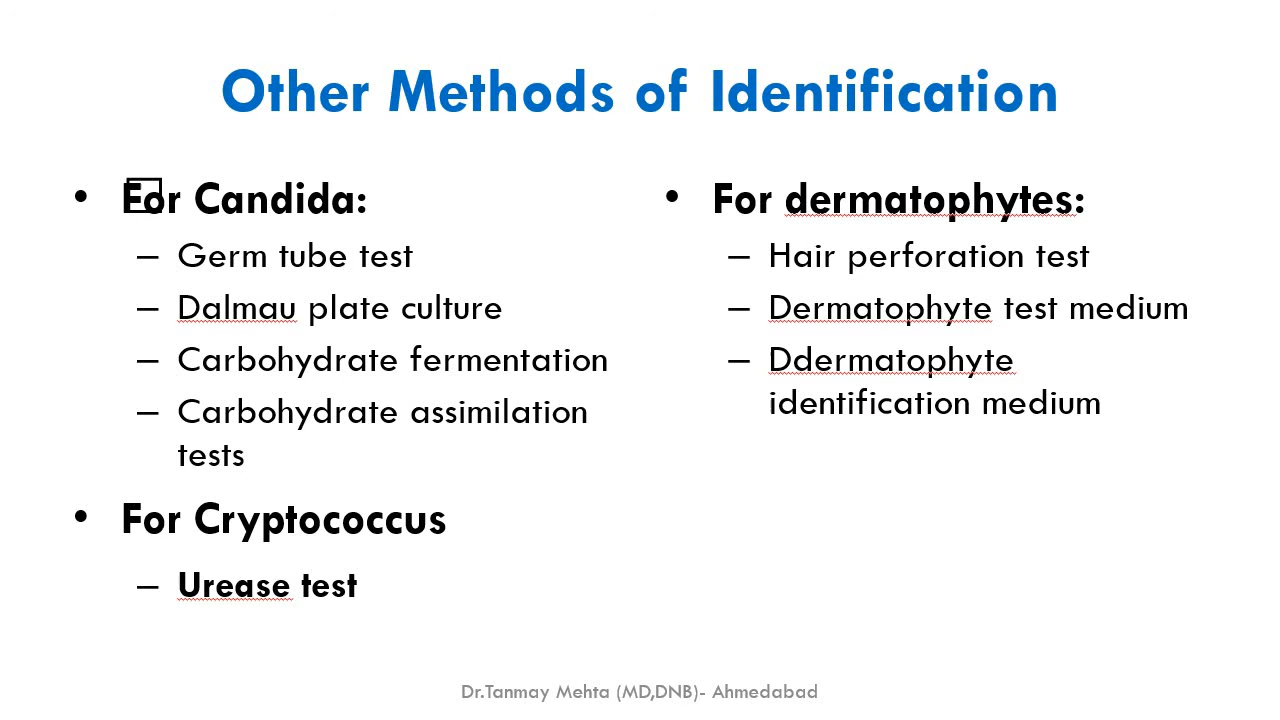 Other Methods of Identification
• For Candida:
– Germ tube test
– Dalmau plate culture
– Carbohydrate fermentation
– Carbohydrate assimilation
tests
• For Cryptococcus
– Urease test
• For dermatophytes:
– Hair perforation test
– Dermatophyte test medium
– Ddermatophyte
identification medium
Dr.Tanmay Mehta (MD,DNB)- Ahmedabad